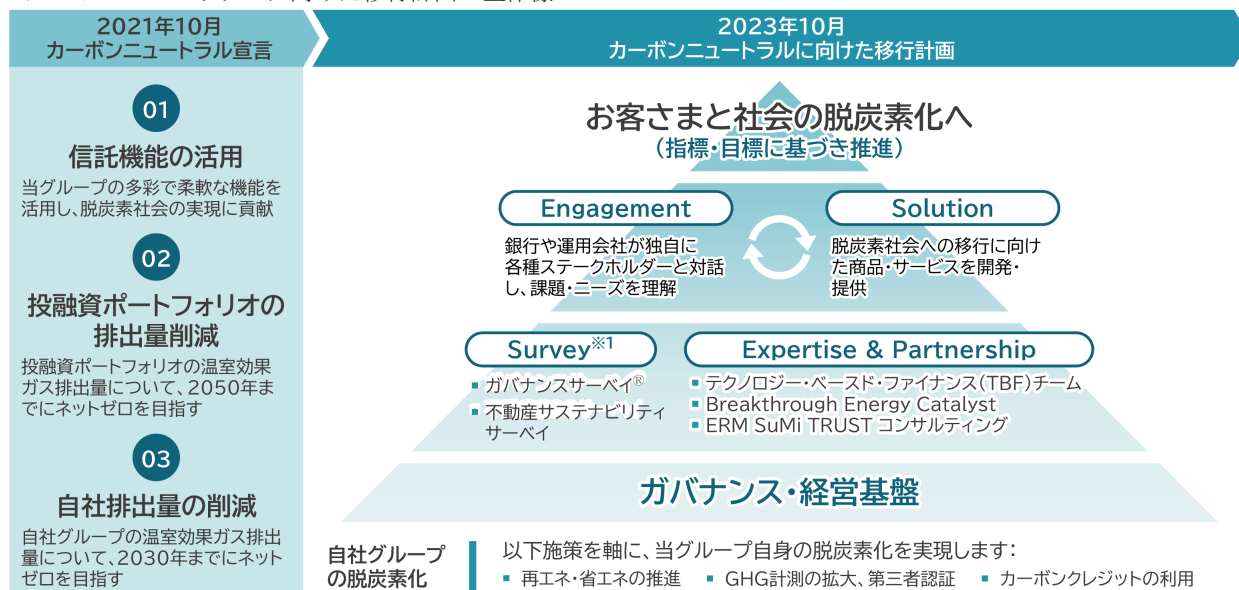 2021年10月
カーボンニュートラル宣言
01
信託機能の活用
当グループの多彩で柔軟な機能を
活用し、脱炭素社会の実現に貢献
02
投融資ポートフォリオの
排出量削減
投融資ポートフォリオの温室効果
ガス排出量について、2050年ま
でにネットゼロを目指す
03
自社排出量の削減
自社グループの温室効果ガス排出
量について、2030年までにネット
ゼロを目指す
2023年10月
カーボンニュートラルに向けた移行計画
お客さまと社会の脱炭素化へ
（指標・目標に基づき推進）
Engagement
銀行や運用会社が独自に
各種ステークホルダーと対話
し、課題・ニーズを理解
Solution
脱炭素社会への移行に向け
た商品・サービスを開発・
提供
Survey※1
▪ ガバナンスサーベイ®
▪ 不動産サステナビリティ
サーベイ
Expertise & Partnership
▪ テクノロジー・ベースド・ファイナンス（TBF）チーム
▪ Breakthrough Energy Catalyst
▪ ERM SuMi TRUST コンサルティング
ガバナンス・経営基盤
自社グループ
の脱炭素化
以下施策を軸に、当グループ自身の脱炭素化を実現します：
▪ 再エネ・省エネの推進 ▪ GHG計測の拡大、第三者認証 ▪ カーボンクレジットの利用